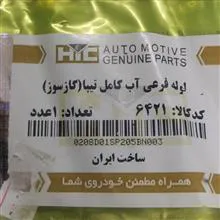 HIC AUTO MOTIVE
GENUINE PARTS
لوله فرعی آب کامل تیبا(گازسوز)
کدکالا: ۶۴۲۱ تعداد: ۱عدد
0208D01SP205BN003
ساخت ایران
همراه مطمئن خودروی شما